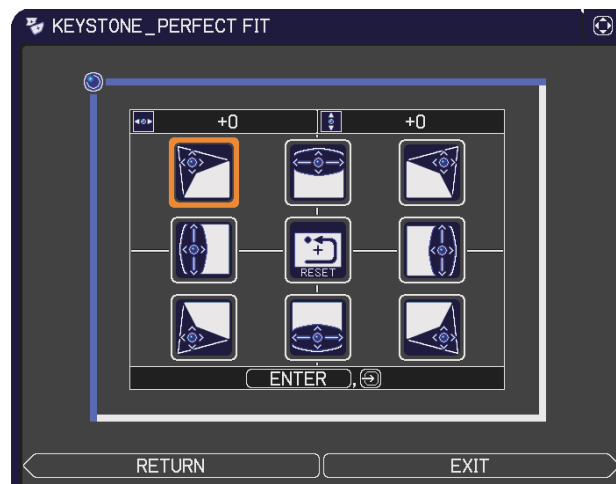 KEYSTONE_PERFECT FIT
+0 +0
RESET
ENTER ,
RETURN EXIT